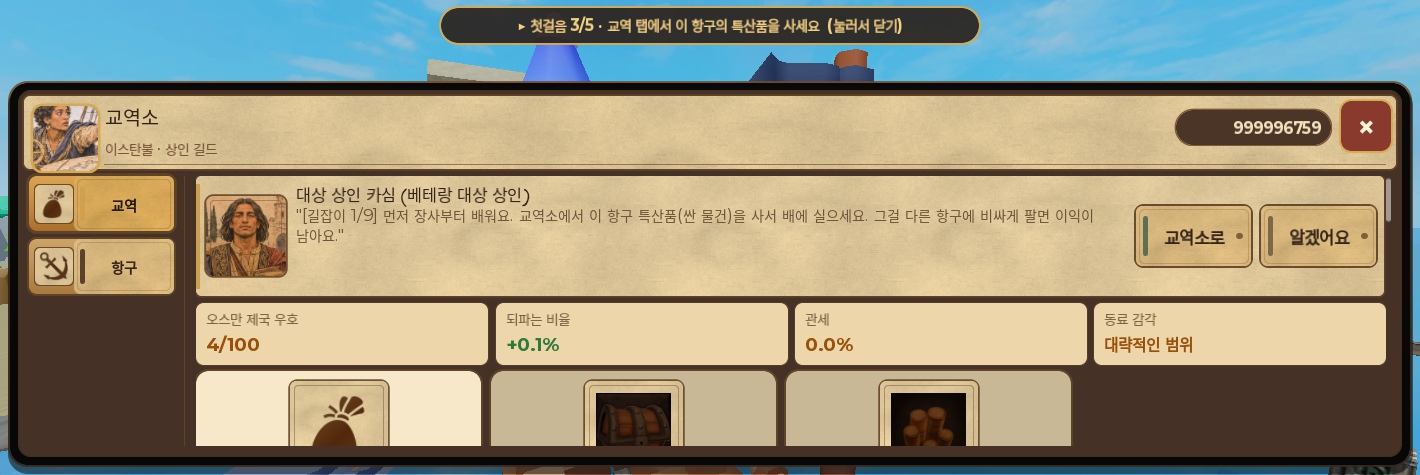 ▸ 첫걸음 3/5 · 교역 탭에서 이 항구의 특산품을 사세요 (눌러서 닫기)
교역소
이스탄불 · 상인 길드
999996759
×
교역
항구
대상 상인 카심 (베테랑 대상 상인)
"[길잡이 1/9] 먼저 장사부터 배워요. 교역소에서 이 항구 특산품(싼 물건)을 사서 배에 실으세요. 그걸 다른 항구에 비싸게 팔면 이익이
남아요."
교역소로
알겠어요
오스만 제국 우호
4/100
되파는 비율
+0.1%
관세
0.0%
동료 감각
대략적인 범위